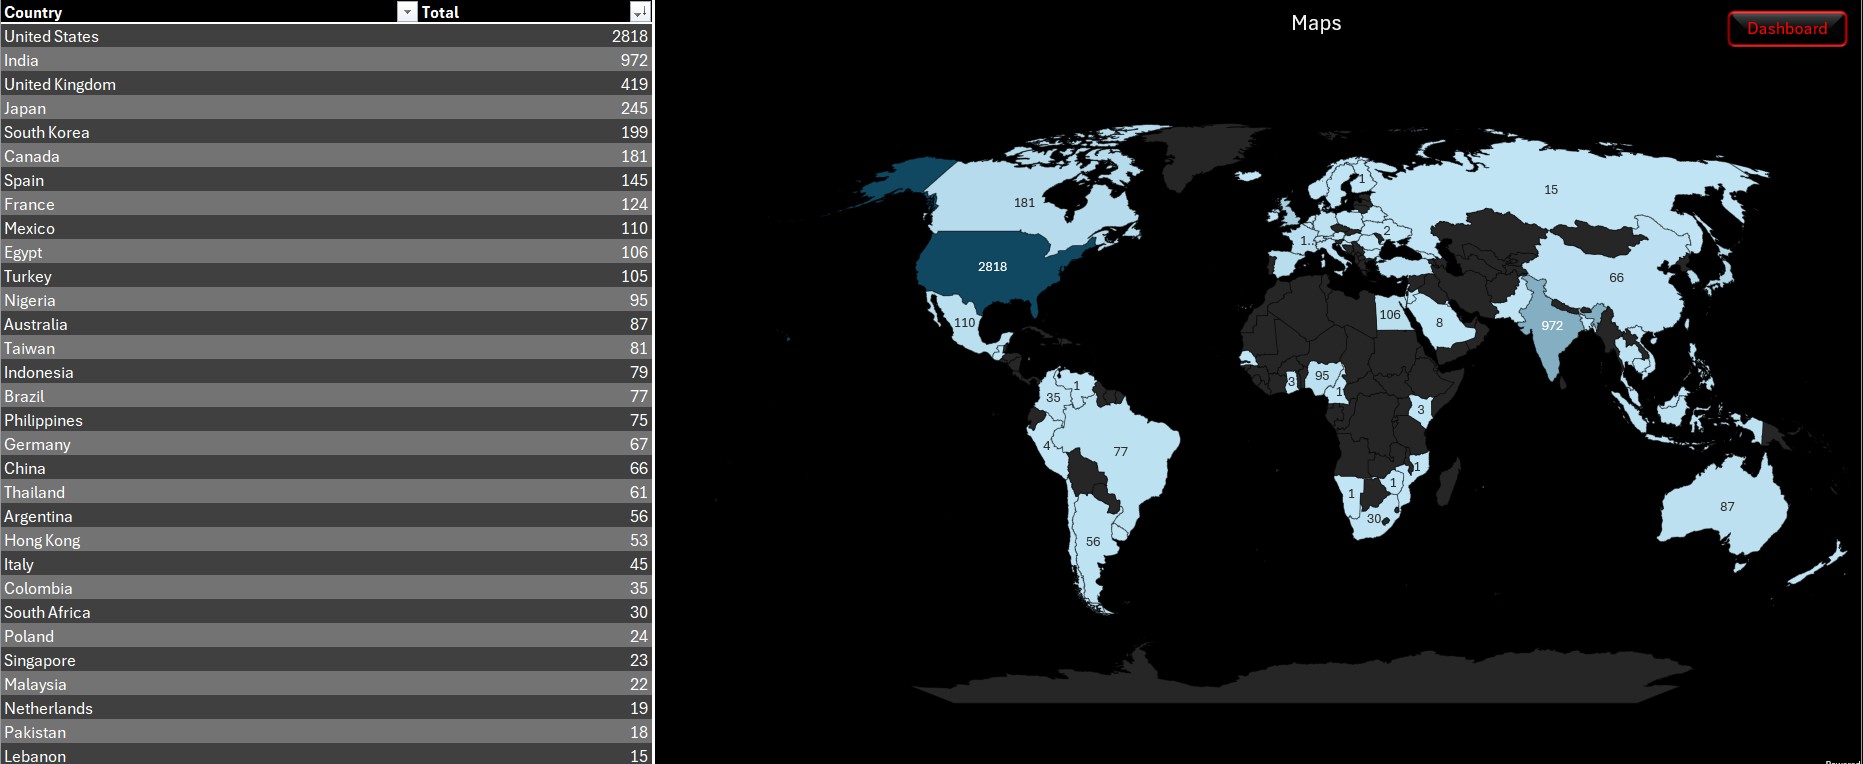 Country Total
United States 2818
India 972
United Kingdom 419
Japan 245
South Korea 199
Canada 181
Spain 145
France 124
Mexico 110
Egypt 106
Turkey 105
Nigeria 95
Australia 87
Taiwan 81
Indonesia 79
Brazil 77
Philippines 75
Germany 67
China 66
Thailand 61
Argentina 56
Hong Kong 53
Italy 45
Colombia 35
South Africa 30
Poland 24
Singapore 23
Malaysia 22
Netherlands 19
Pakistan 18
Lebanon 15
Maps
Dashboard
1
15
181
2
1...
2818
66
110
106
8
972
95
3
1
1
35
3
4
77
1
1
1
87
30
56